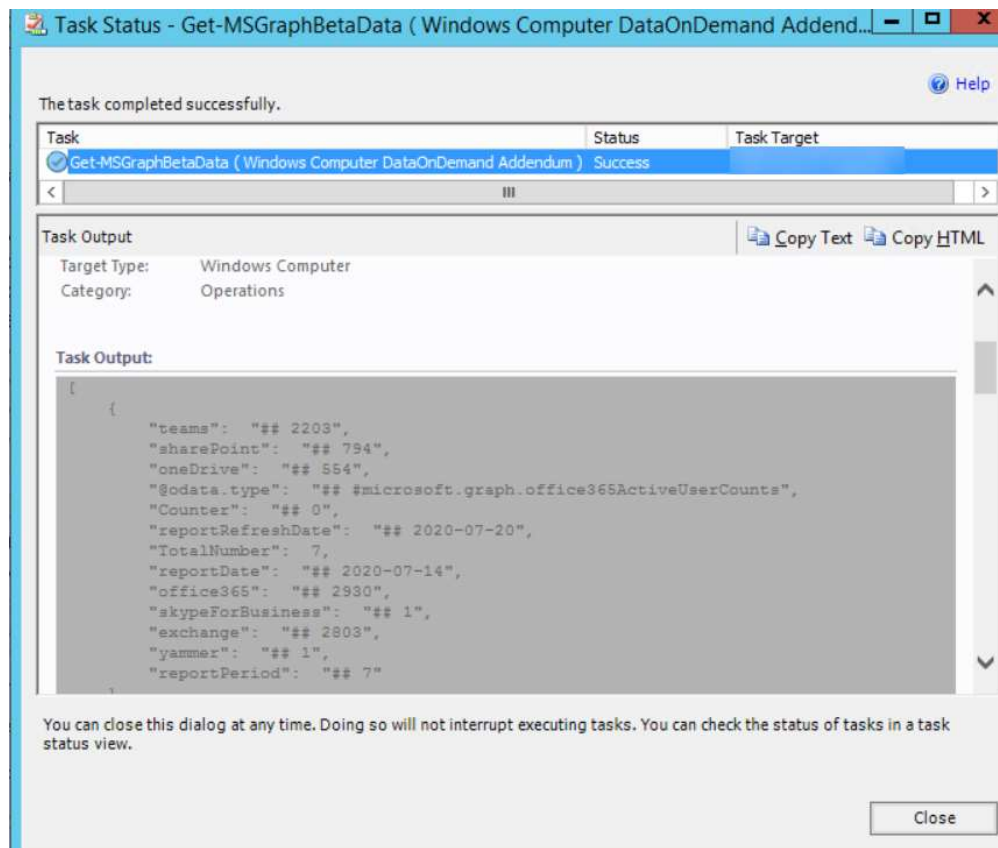 Task Status - Get-MSGraphBetaData ( Windows Computer DataOnDemand Addend...
Help
The task completed successfully.
Task Status Task Target
Get-MSGraphBetaData ( Windows Computer DataOnDemand Addendum ) Success
Task Output Copy Text Copy HTML
Target Type: Windows Computer
Category: Operations
Task Output:
[
{
"teams": "## 2203",
"sharePoint": "## 794",
"oneDrive": "## 554",
"@odata.type": "## #microsoft.graph.office365ActiveUserCounts",
"Counter": "## 0",
"reportRefreshDate": "## 2020-07-20",
"TotalNumber": 7,
"reportDate": "## 2020-07-14",
"office365": "## 2930",
"skypeForBusiness": "## 1",
"exchange": "## 2803",
"yammer": "## 1",
"reportPeriod": "## 7"
You can close this dialog at any time. Doing so will not interrupt executing tasks. You can check the status of tasks in a task
status view.
Close